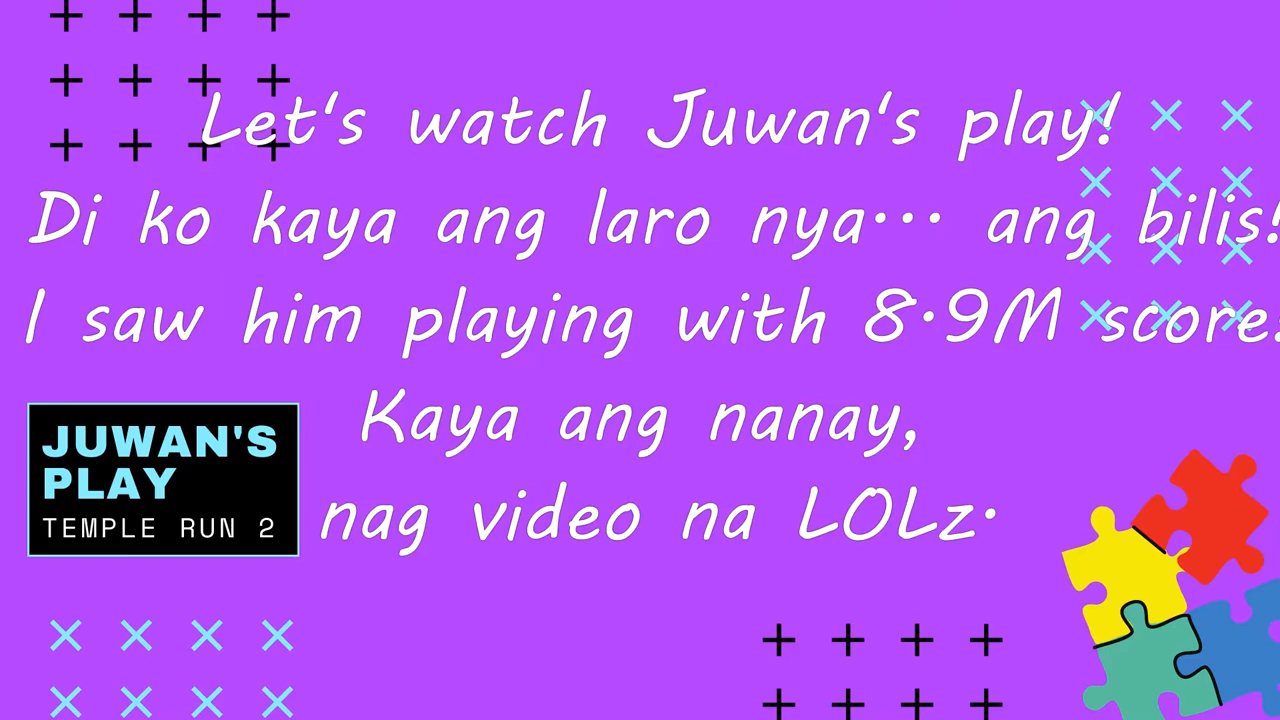 Let's watch Juwan's play!
Di ko kaya ang laro nya... ang bilis!
I saw him playing with 8.9M score.
Kaya ang nanay,
nag video na LOLz.
JUWAN'S
PLAY
TEMPLE RUN 2